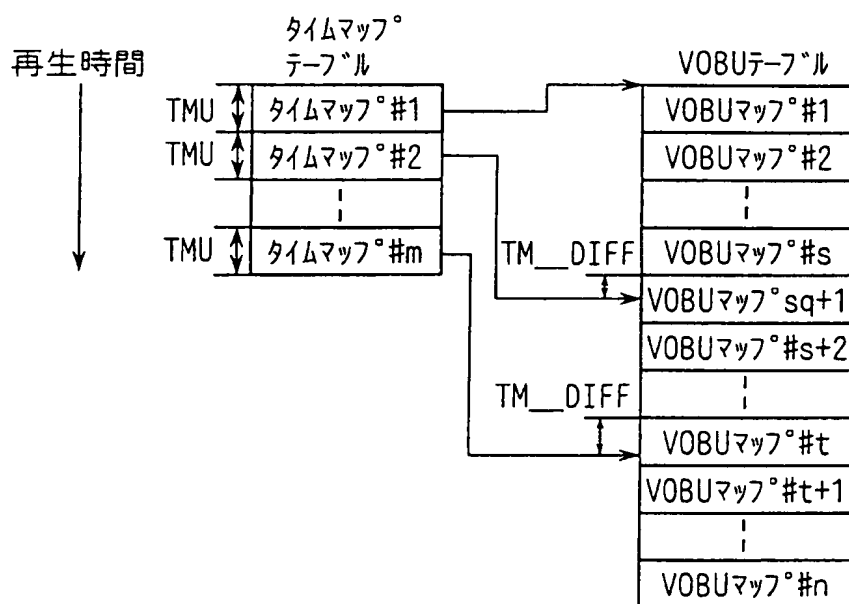 タイムマップ
テーブル
再生時間
VOBUテーブル
TMU
タイムマップ#1
VOBUマップ#1
TMU
タイムマップ#2
VOBUマップ#2
TMU
タイムマップ#m
TM__DIFF
VOBUマップ#s
VOBUマップsq+1
VOBUマップ#s+2
TM__DIFF
VOBUマップ#t
VOBUマップ#t+1
VOBUマップ#n